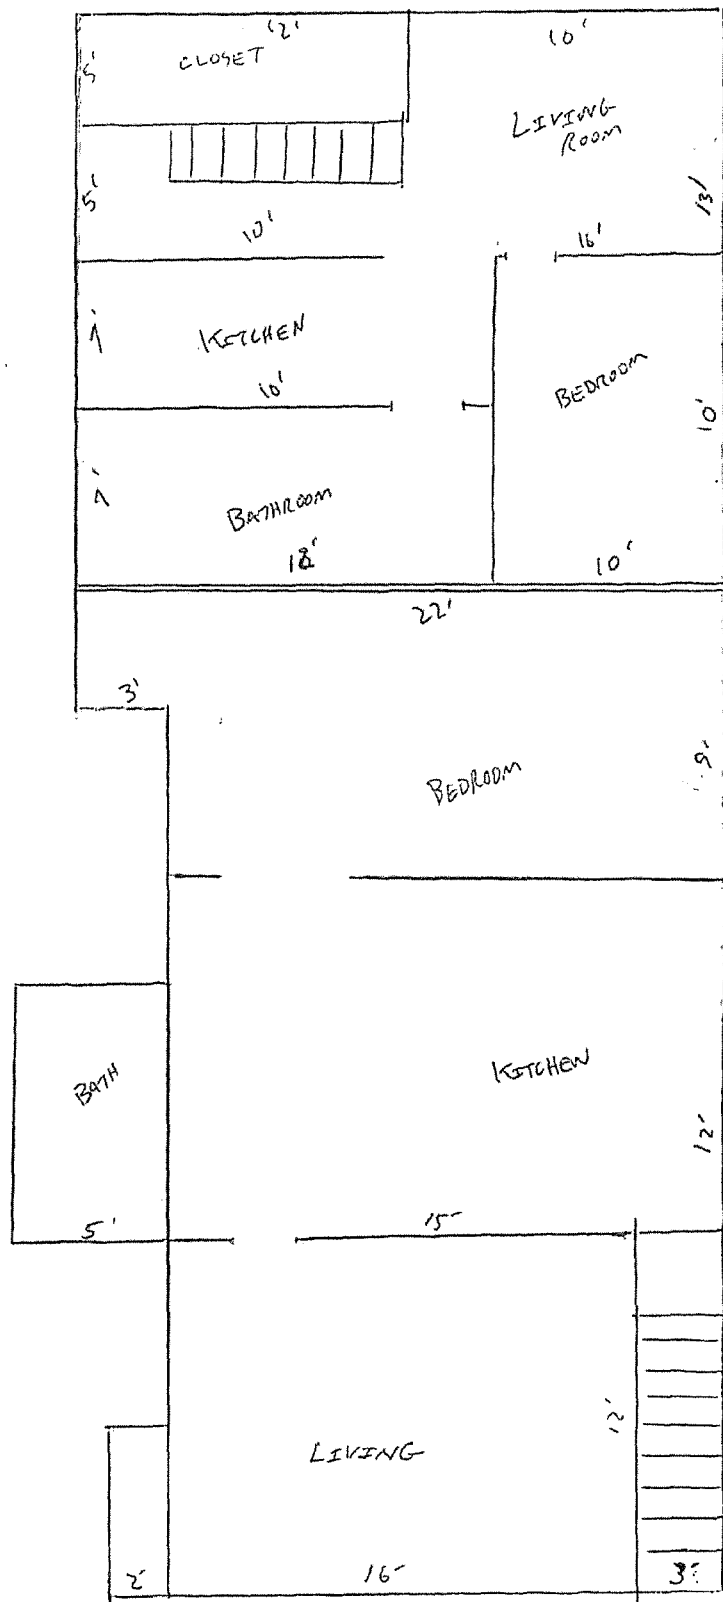 12'
10'
5'
CLOSET
LIVING
ROOM
5'
13'
10'
16'
KITCHEN
BEDROOM
10'
10'
BATHROOM
18'
10'
22'
3'
BEDROOM
9'
BATH
KITCHEN
12'
5'
15'
LIVING
12'
2'
16'
3'